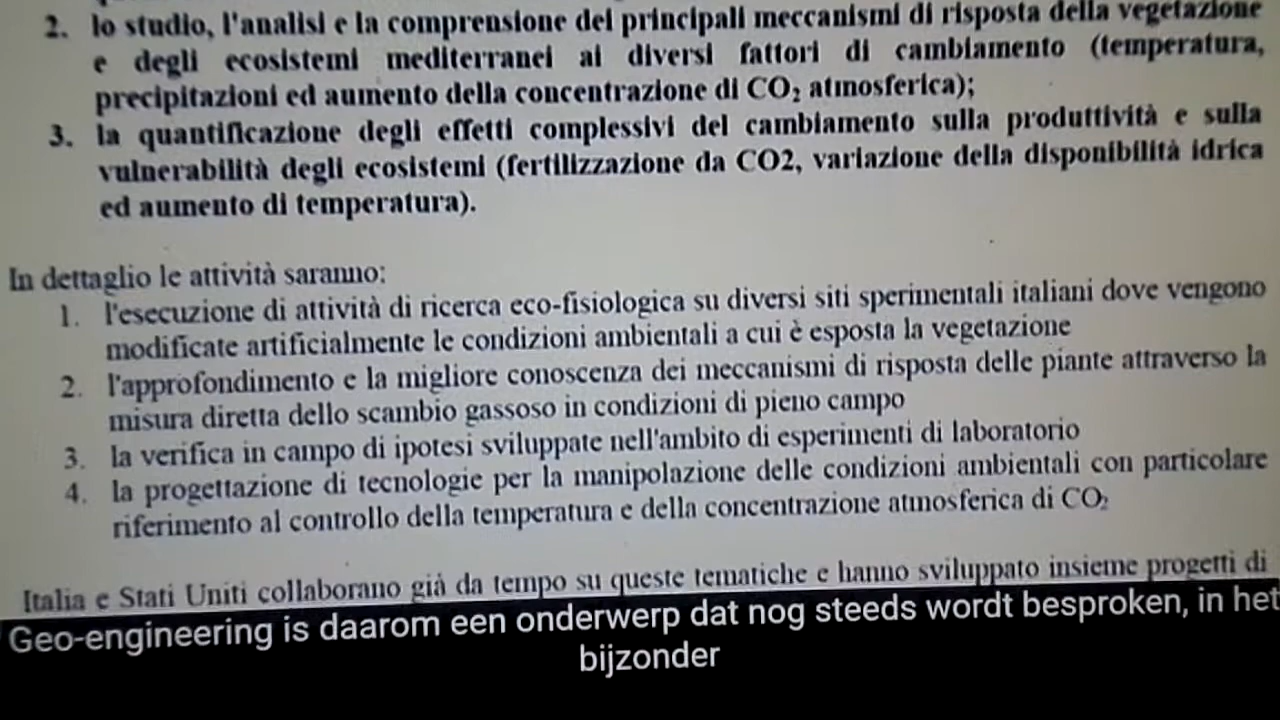 2. lo studio, l'analisi e la comprensione dei principali meccanismi di risposta della vegetazione
e degli ecosistemi mediterranei ai diversi fattori di cambiamento (temperatura,
precipitazioni ed aumento della concentrazione di CO₂ atmosferica);
3. la quantificazione degli effetti complessivi del cambiamento sulla produttività e sulla
vulnerabilità degli ecosistemi (fertilizzazione da CO2, variazione della disponibilità idrica
ed aumento di temperatura).
In dettaglio le attività saranno:
1. l'esecuzione di attività di ricerca eco-fisiologica su diversi siti sperimentali italiani dove vengono
modificate artificialmente le condizioni ambientali a cui è esposta la vegetazione
2. l'approfondimento e la migliore conoscenza dei meccanismi di risposta delle piante attraverso la
misura diretta dello scambio gassoso in condizioni di pieno campo
3. la verifica in campo di ipotesi sviluppate nell'ambito di esperimenti di laboratorio
4. la progettazione di tecnologie per la manipolazione delle condizioni ambientali con particolare
riferimento al controllo della temperatura e della concentrazione atmosferica di CO₂
Italia e Stati Uniti collaborano già da tempo su queste tematiche e hanno sviluppato insieme progetti di
Geo-engineering is daarom een onderwerp dat nog steeds wordt besproken, in het
bijzonder